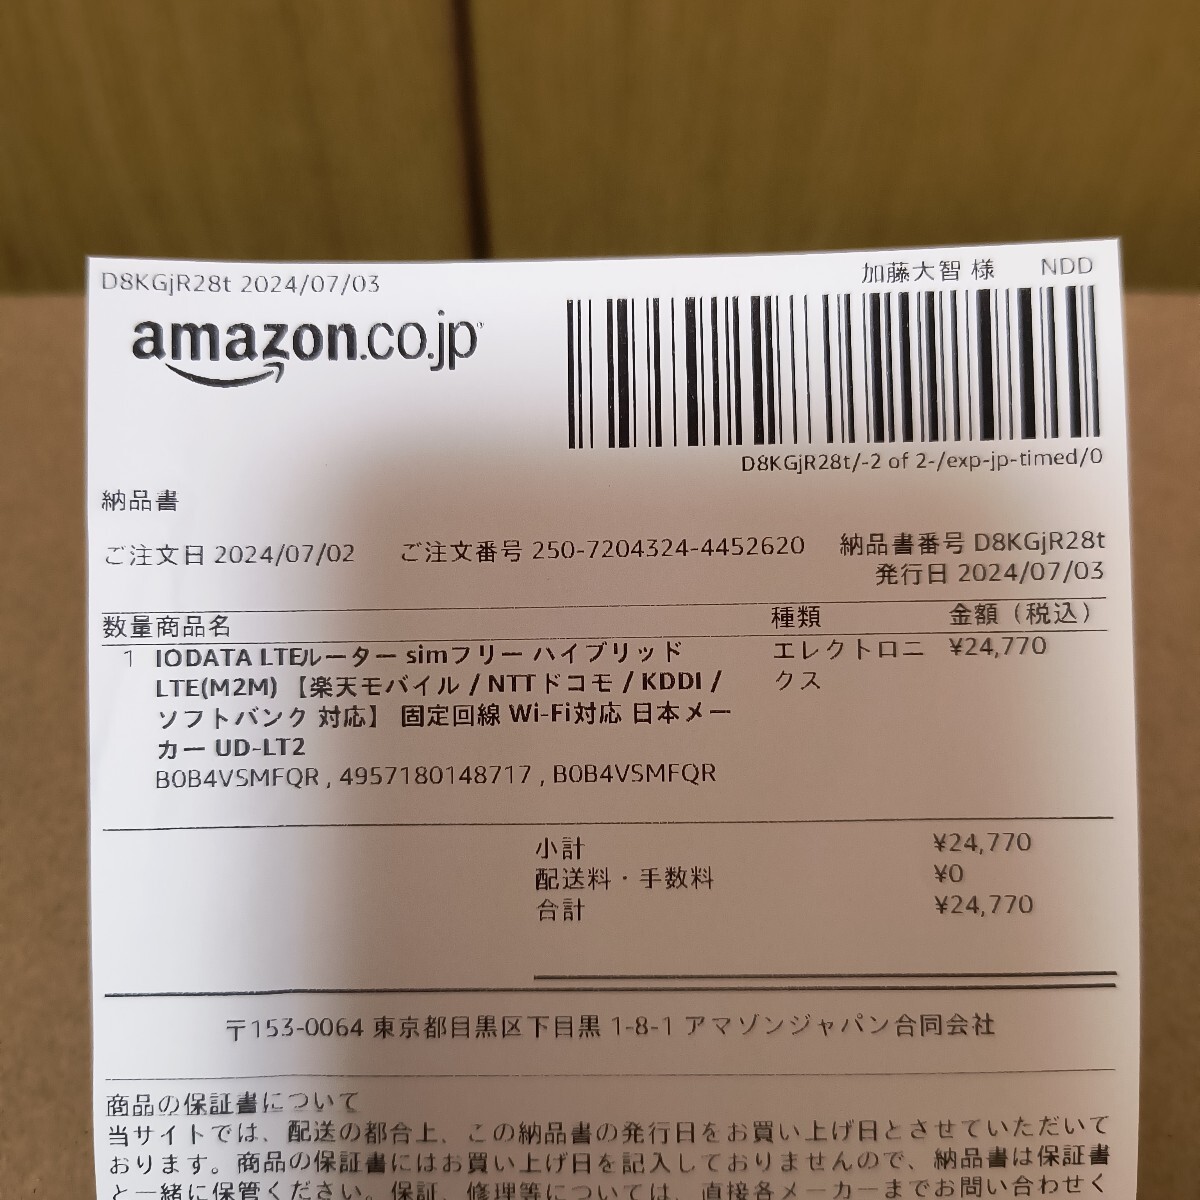 D8KGjR28t 2024/07/03
加藤大智 様 NDD
amazon.co.jp
D8KGjR28t/-2 of 2-/exp-jp-timed/0
納品書
ご注文日 2024/07/02 ご注文番号 250-7204324-4452620 納品書番号 D8KGjR28t
発行日 2024/07/03
数量 商品名 種類 金額（税込）
1 IODATA LTEルーター simフリー ハイブリッド エレクトロニ ¥24,770
LTE(M2M) 【楽天モバイル / NTTドコモ / KDDI / クス
ソフトバンク 対応】 固定回線 Wi-Fi対応 日本メー
カー UD-LT2
B0B4VSMFQR , 4957180148717 , B0B4VSMFQR
小計 ¥24,770
配送料・手数料 ¥0
合計 ¥24,770
〒153-0064 東京都目黒区下目黒 1-8-1 アマゾンジャパン合同会社
商品の保証書について
当サイトでは、配送の都合上、この納品書の発行日をお買い上げ日とさせていただいて
おります。商品の保証書にはお買い上げ日を記入しておりませんので、納品書は保証書
と一緒に保管ください。保証、修理等については、直接各メーカーまでお問い合わせく